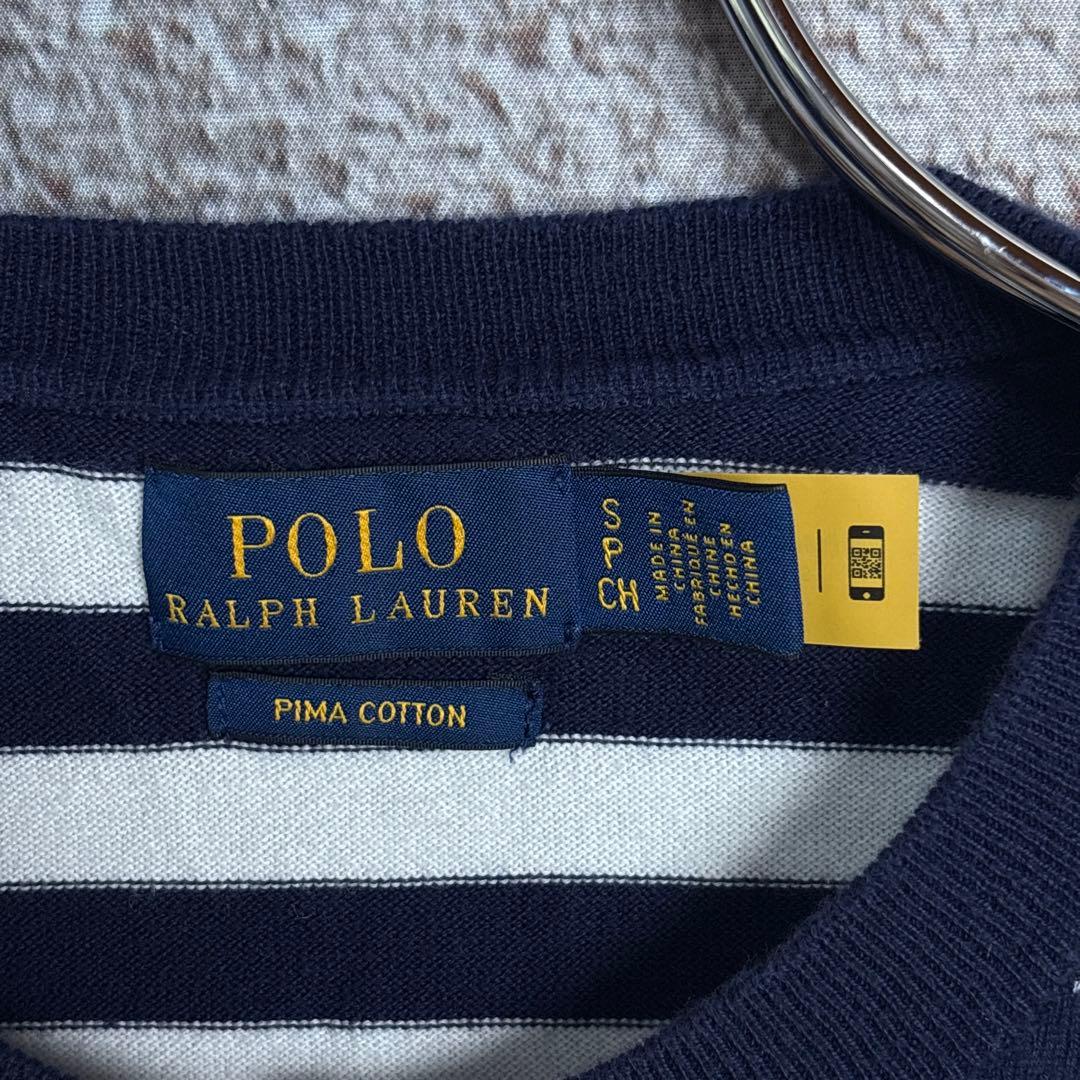 POLO
RALPH LAUREN
PIMA COTTON
S
P
CH
MADE IN
CHINA
FABRIQUÉ EN
CHINE
HECHO EN
CHINA